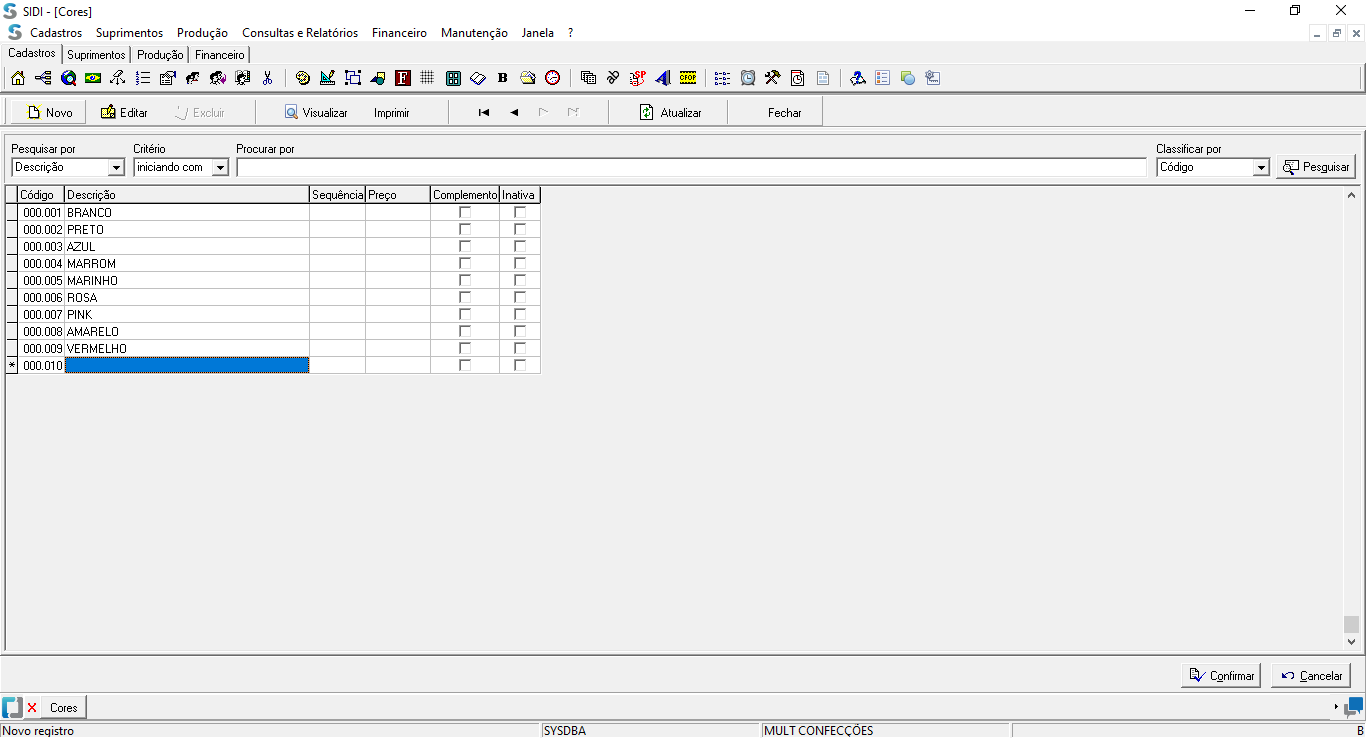 SIDI - [Cores]
Cadastros Suprimentos Produção Consultas e Relatórios Financeiro Manutenção Janela ?
Cadastros Suprimentos Produção Financeiro
F B SP CFOP
Novo Editar Excluir Visualizar Imprimir Atualizar Fechar
Pesquisar por Critério Procurar por Classificar por
Descrição iniciando com Código Pesquisar
Código Descrição Sequência Preço Complemento Inativa
000.001 BRANCO
000.002 PRETO
000.003 AZUL
000.004 MARROM
000.005 MARINHO
000.006 ROSA
000.007 PINK
000.008 AMARELO
000.009 VERMELHO
* 000.010
Confirmar Cancelar
Cores
Novo registro SYSDBA MULT CONFECÇÕES B